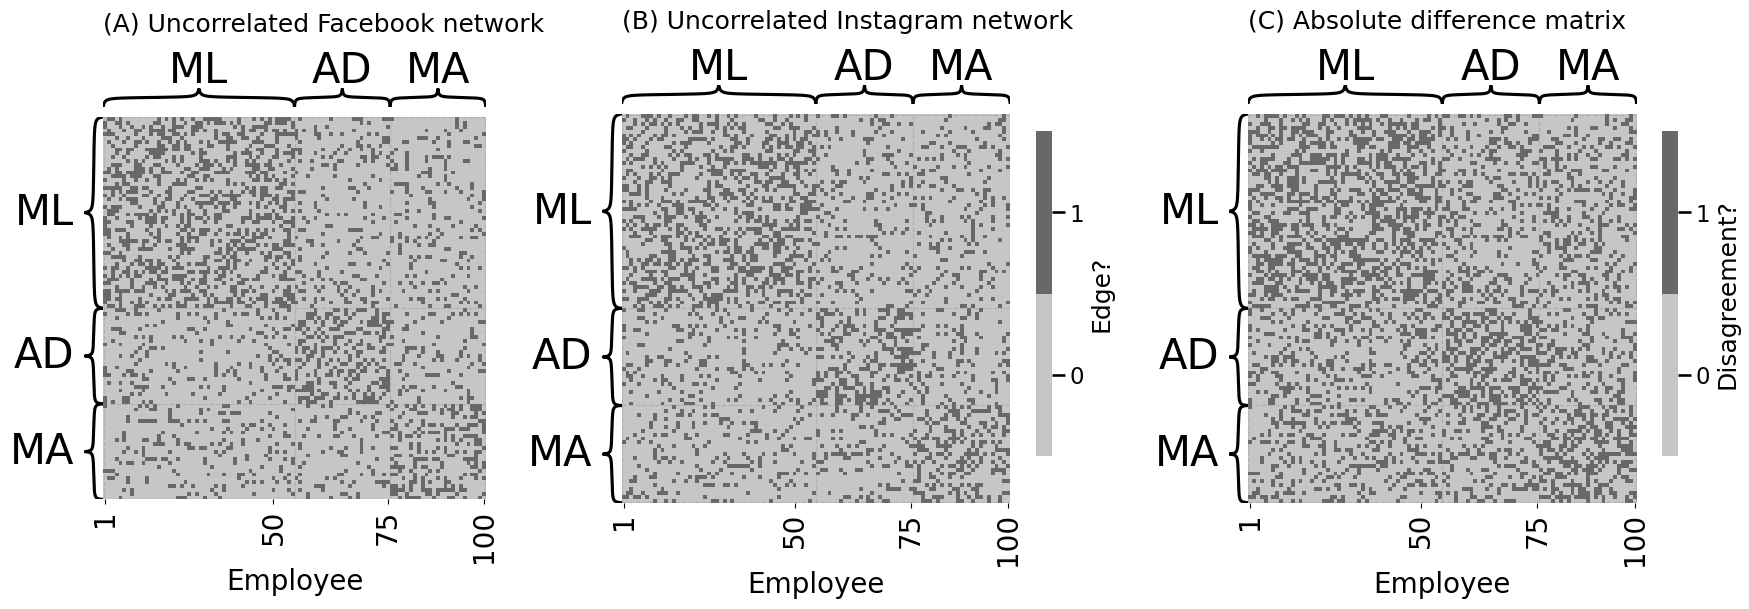 (A) Uncorrelated Facebook network
ML AD MA
ML
AD
MA
1 50 75 100
Employee
(B) Uncorrelated Instagram network
ML AD MA
ML
AD
MA
1 50 75 100
Employee
1
0
Edge?
(C) Absolute difference matrix
ML AD MA
ML
AD
MA
1 50 75 100
Employee
1
0
Disagreement?